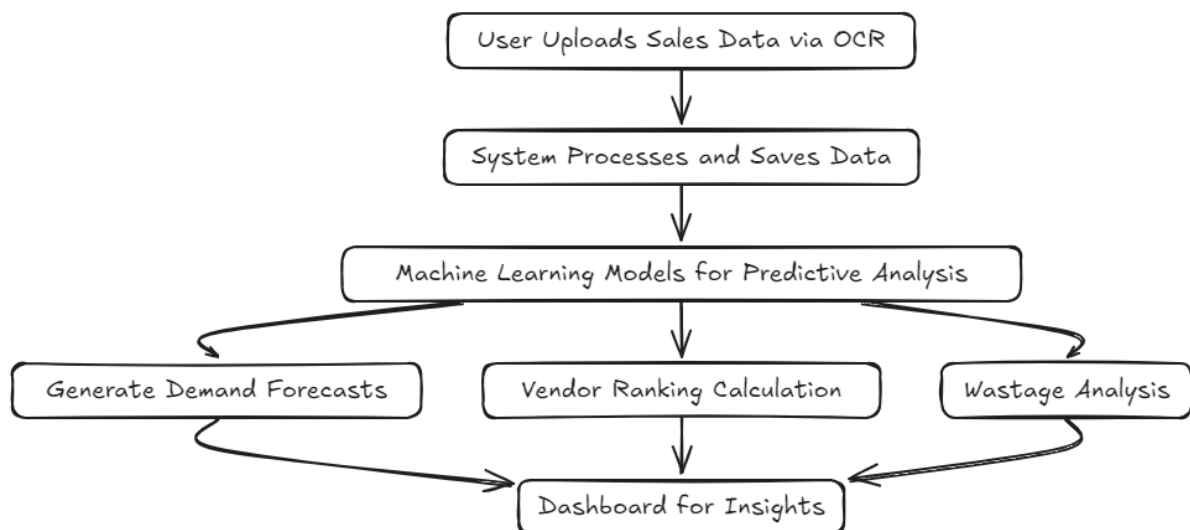 User Uploads Sales Data via OCR
System Processes and Saves Data
Machine Learning Models for Predictive Analysis
Generate Demand Forecasts
Vendor Ranking Calculation
Wastage Analysis
Dashboard for Insights